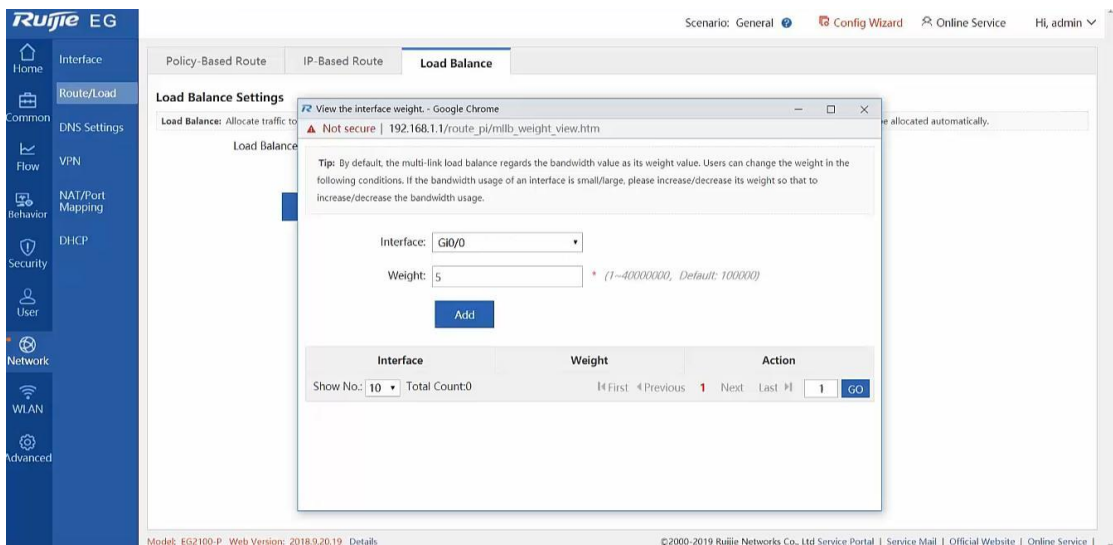 Ruijie EG
Scenario: General
Config Wizard
Online Service
Hi, admin
Home
Common
Flow
Behavior
Security
User
Network
WLAN
Advanced
Interface
Route/Load
DNS Settings
VPN
NAT/Port
Mapping
DHCP
Policy-Based Route
IP-Based Route
Load Balance
Load Balance Settings
Load Balance: Allocate traffic to
e allocated automatically.
Load Balance
View the interface weight. - Google Chrome
Not secure | 192.168.1.1/route_pi/mllb_weight_view.htm
Tip: By default, the multi-link load balance regards the bandwidth value as its weight value. Users can change the weight in the
following conditions. If the bandwidth usage of an interface is small/large, please increase/decrease its weight so that to
increase/decrease the bandwidth usage.
Interface: Gi0/0
Weight: 5 * (1~40000000, Default: 100000)
Add
Interface Weight Action
Show No.: 10 Total Count:0 First Previous 1 Next Last 1 GO
Model: EG2100-P Web Version: 2018.9.20.19 Details
©2000-2019 Ruijie Networks Co., Ltd Service Portal | Service Mail | Official Website | Online Service |